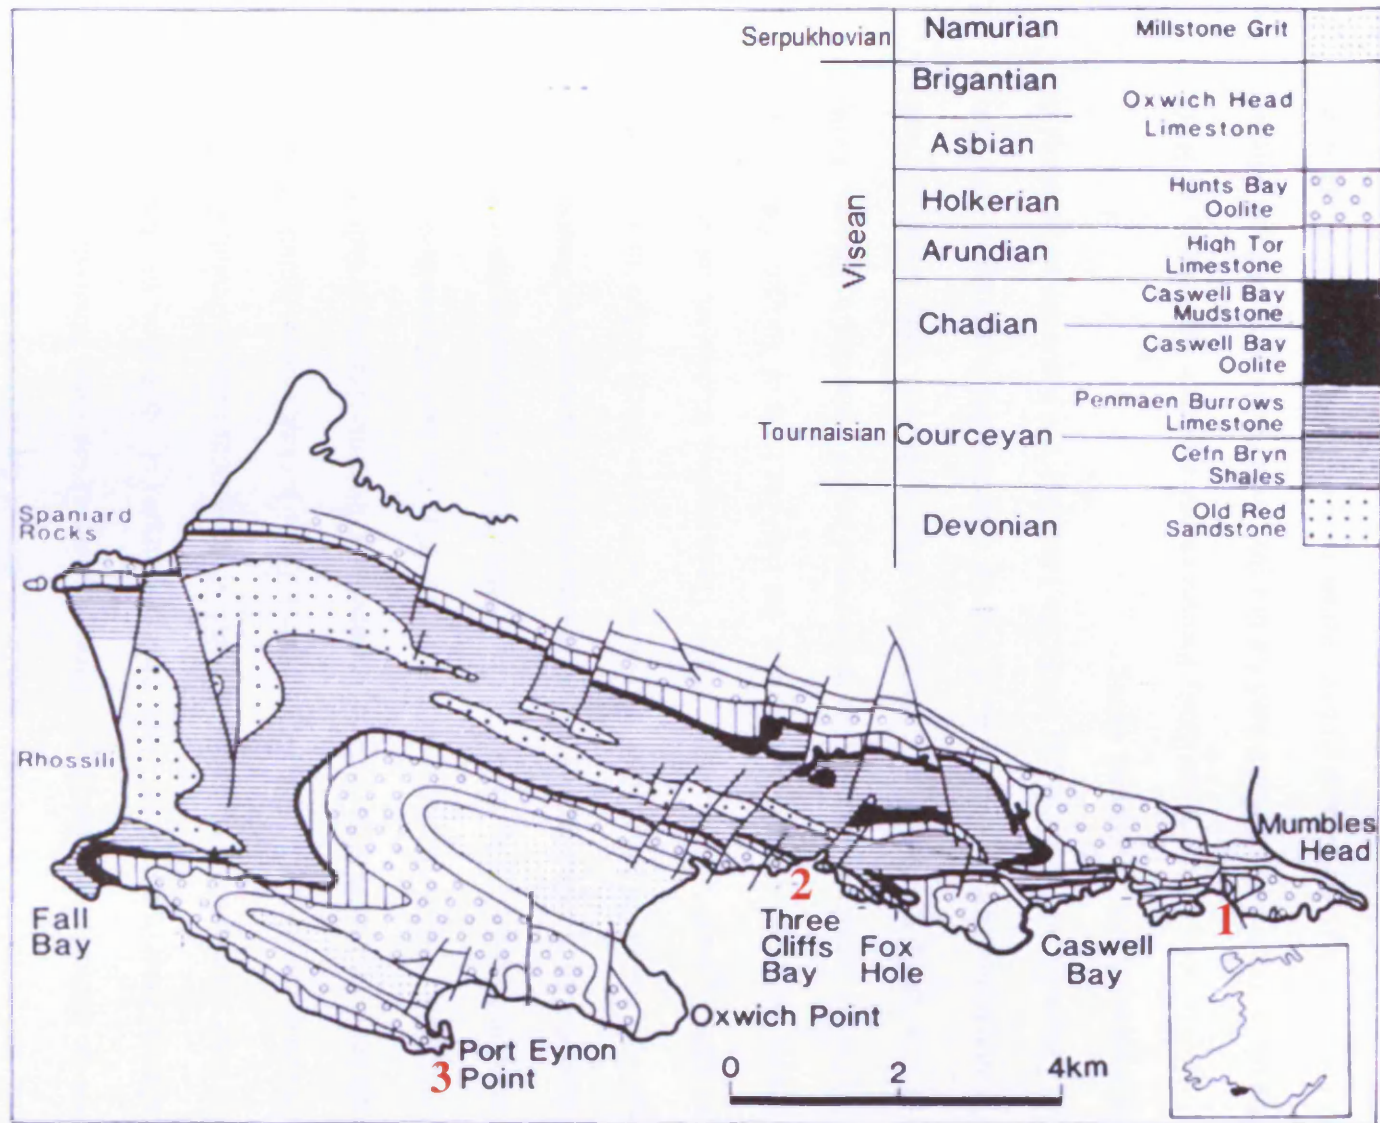 Serpukhovian
Namurian
Millstone Grit
Brigantian
Oxwich Head
Limestone
Asbian
Visean
Holkerian
Hunts Bay
Oolite
Arundian
High Tor
Limestone
Chadian
Caswell Bay
Mudstone
Caswell Bay
Oolite
Tournaisian
Courceyan
Penmaen Burrows
Limestone
Cefn Bryn
Shales
Devonian
Old Red
Sandstone
Spaniard
Rocks
Rhossili
Fall
Bay
3
Port Eynon
Point
Oxwich Point
2
Three
Cliffs
Bay
Fox
Hole
Caswell
Bay
1
Mumbles
Head
0
2
4km